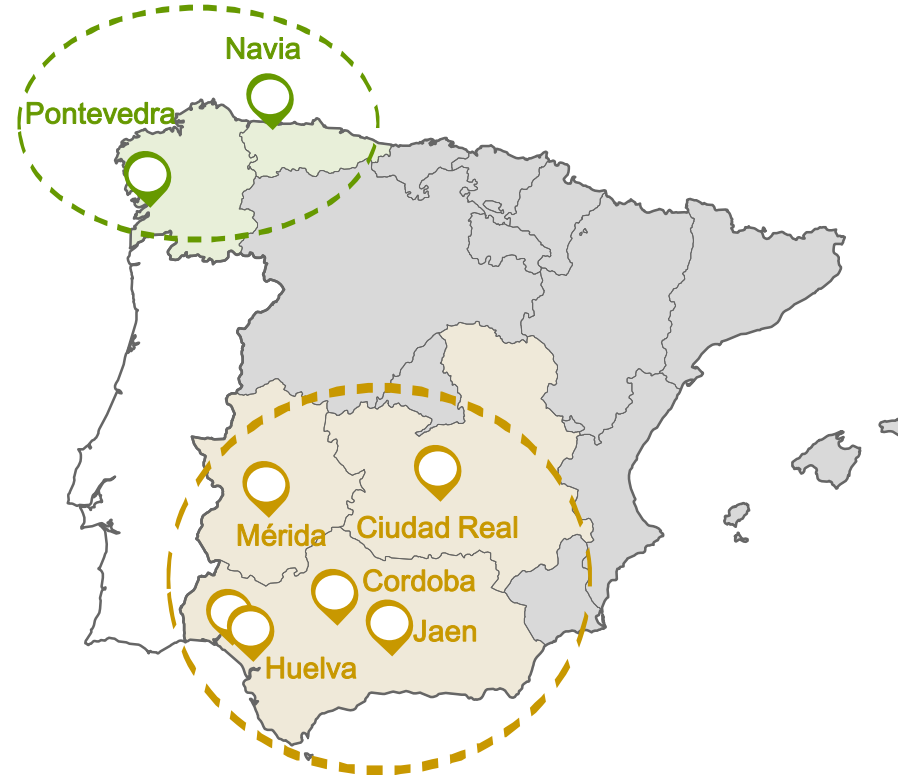 Navia
Pontevedra
Mérida
Ciudad Real
Cordoba
Jaen
Huelva